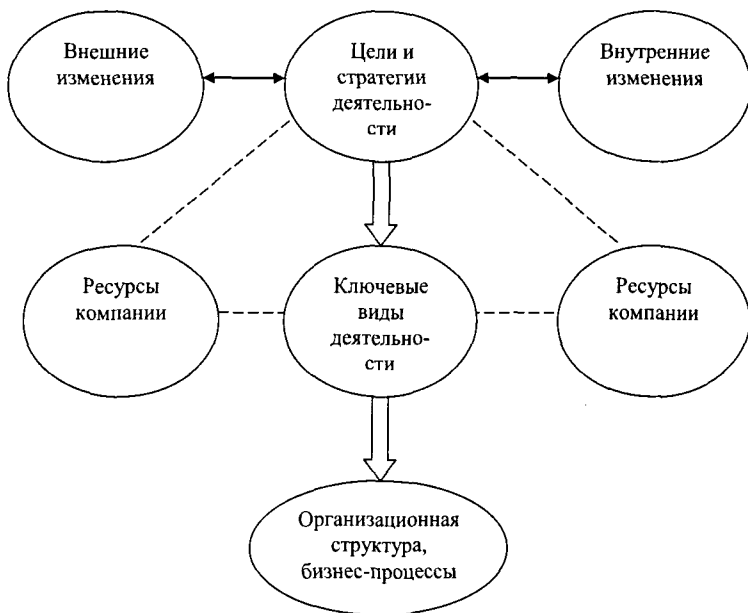 Внешние
изменения
Цели и
стратегии
деятельно-
сти
Внутренние
изменения
Ресурсы
компании
Ключевые
виды
деятельно-
сти
Ресурсы
компании
Организационная
структура,
бизнес-процессы